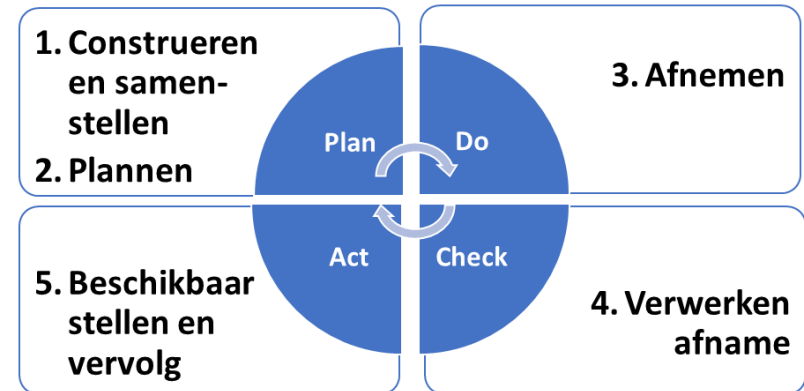 1. Construeren
en samen-
stellen
2. Plannen
Plan
Do
3. Afnemen
5. Beschikbaar
stellen en
vervolg
Act
Check
4. Verwerken
afname